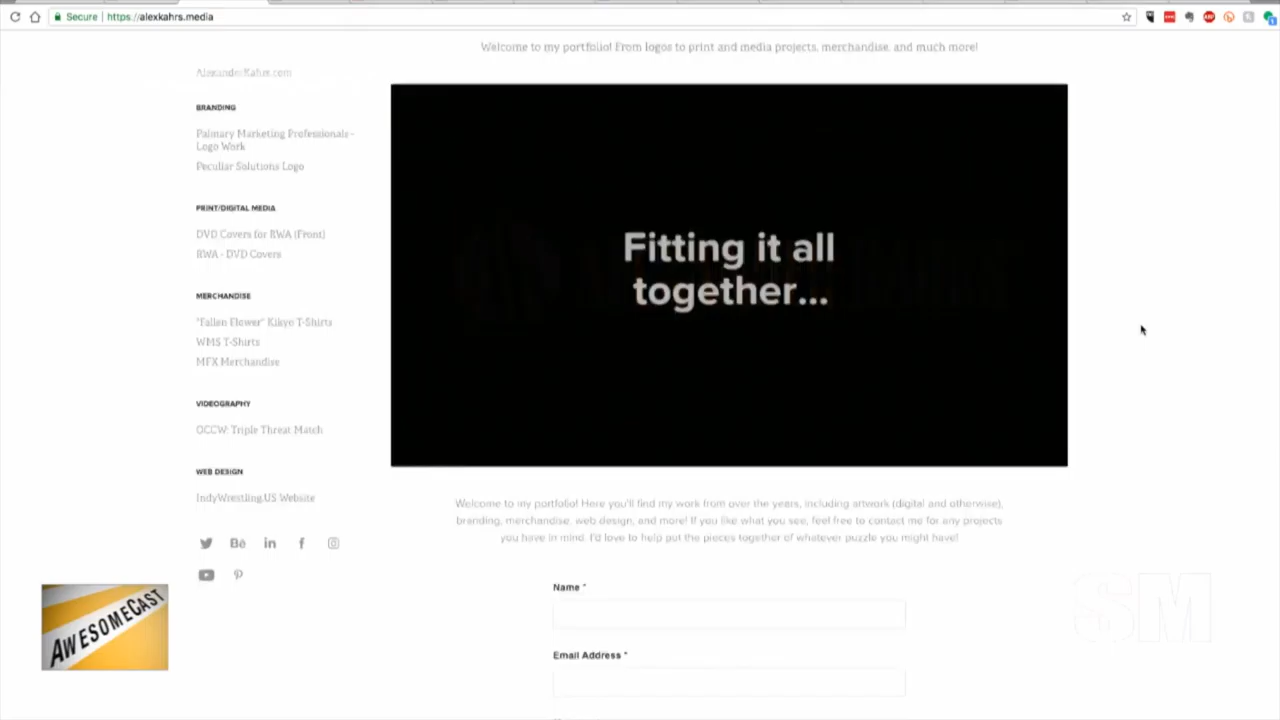 Secure https://alexkahrs.media
Welcome to my portfolio! From logos to print and media projects, merchandise, and much more!
AlexanderKahrs.com
BRANDING
Palmary Marketing Professionals -
Logo Work
Peculiar Solutions Logo
PRINT/DIGITAL MEDIA
DVD Covers for RWA (Front)
RWA - DVD Covers
MERCHANDISE
"Fallen Flower" Kikyo T-Shirts
WMS T-Shirts
MFX Merchandise
VIDEOGRAPHY
OCCW: Triple Threat Match
WEB DESIGN
IndyWrestling.US Website
Bē
in
f
Fitting it all
together...
Welcome to my portfolio! Here you'll find my work from over the years, including artwork (digital and otherwise),
branding, merchandise, web design, and more! If you like what you see, feel free to contact me for any projects
you have in mind. I'd love to help put the pieces together of whatever puzzle you might have!
Name *
Email Address *
AWESOMECAST
SM